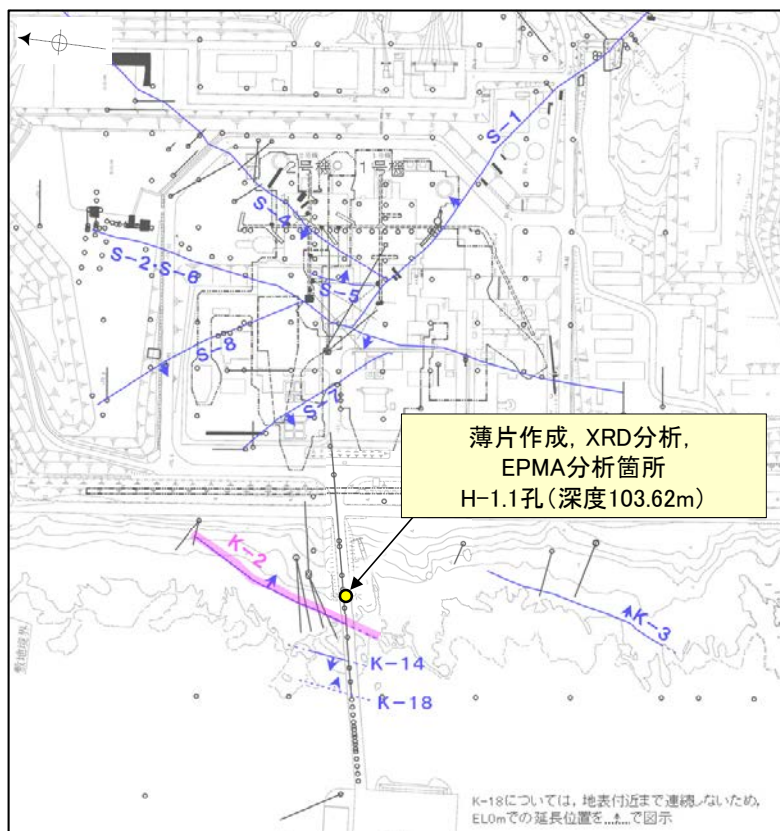 S-1
2号機
1号機
S-4
S-2･S-6
S-5
S-8
S-7
薄片作成，XRD分析，
EPMA分析箇所
H-1.1孔（深度103.62m）
K-2
K-3
敷地境界
K-14
K-18
K-18については，地表付近まで連続しないため，
EL0mでの延長位置を で図示